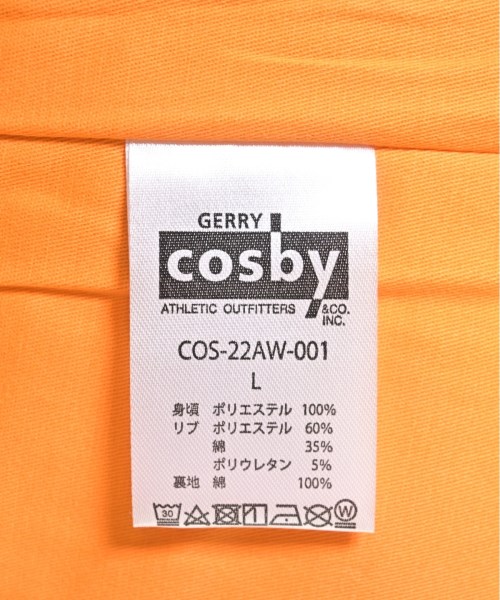 GERRY
cosby
ATHLETIC OUTFITTERS &CO. INC.
COS-22AW-001
L
身頃 ポリエステル 100%
リブ ポリエステル 60%
綿 35%
ポリウレタン 5%
裏地 綿 100%
30 W